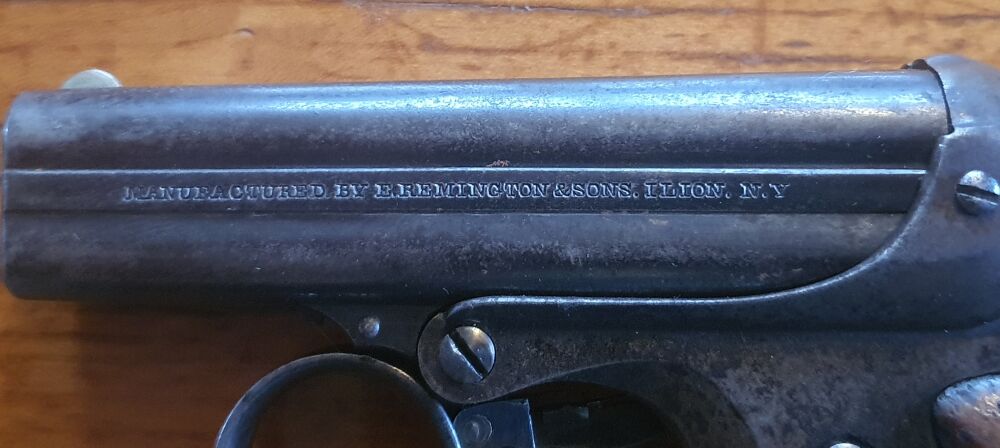 MANUFACTURED BY E.REMINGTON & SONS. ILION. N.Y